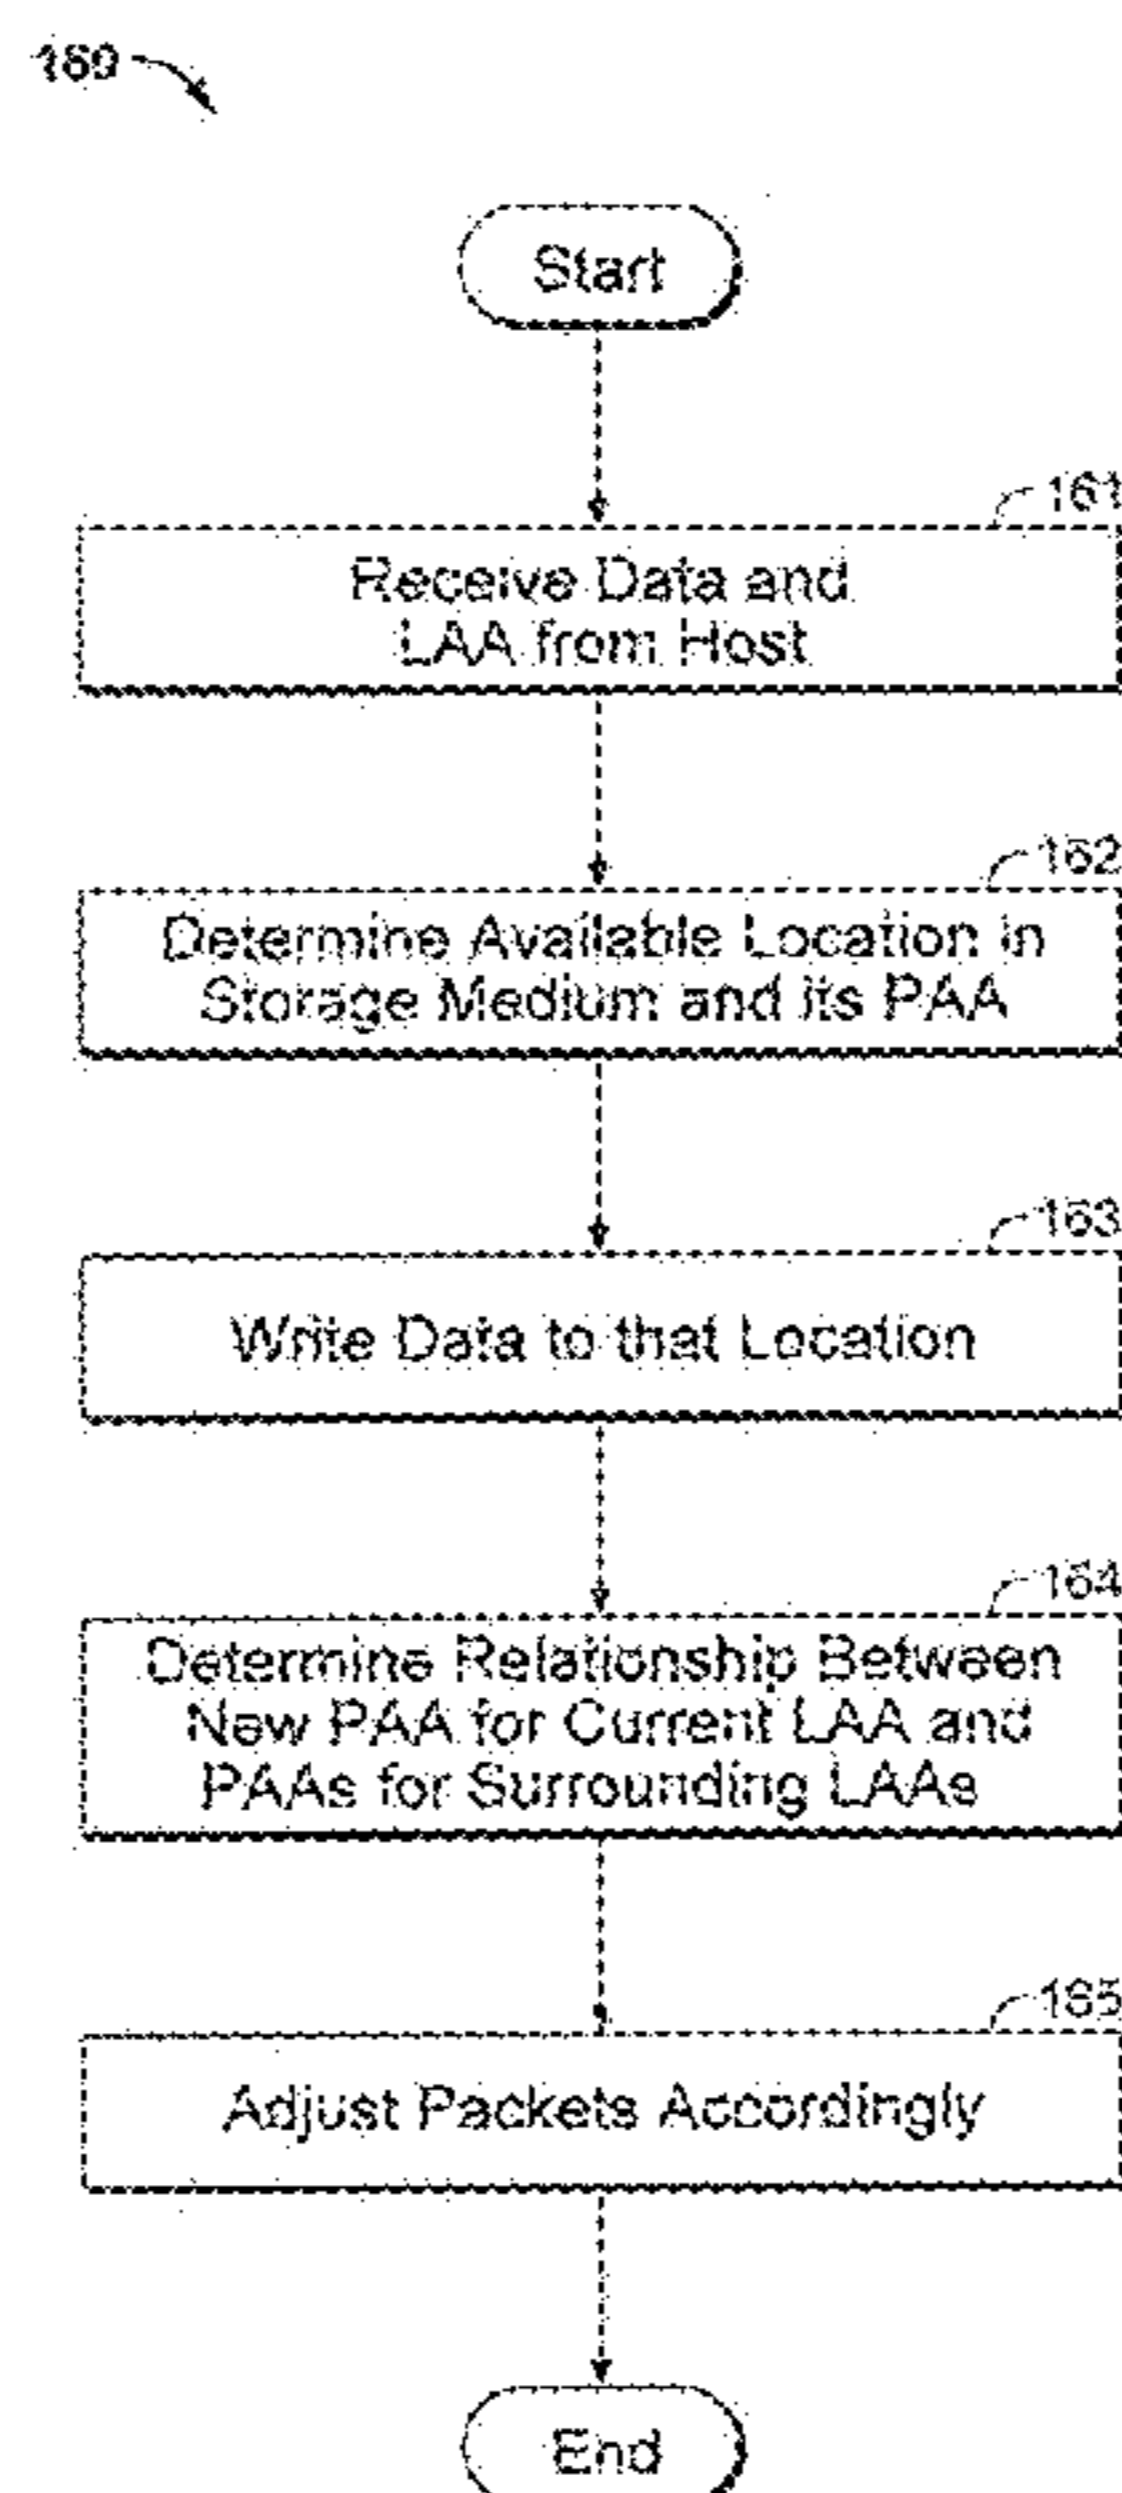 160
Start
161
Receive Data and
LAA from Host
162
Determine Available Location in
Storage Medium and its PAA
163
Write Data to that Location
164
Determine Relationship Between
New PAA for Current LAA and
PAAs for Surrounding LAAs
165
Adjust Packets Accordingly
End